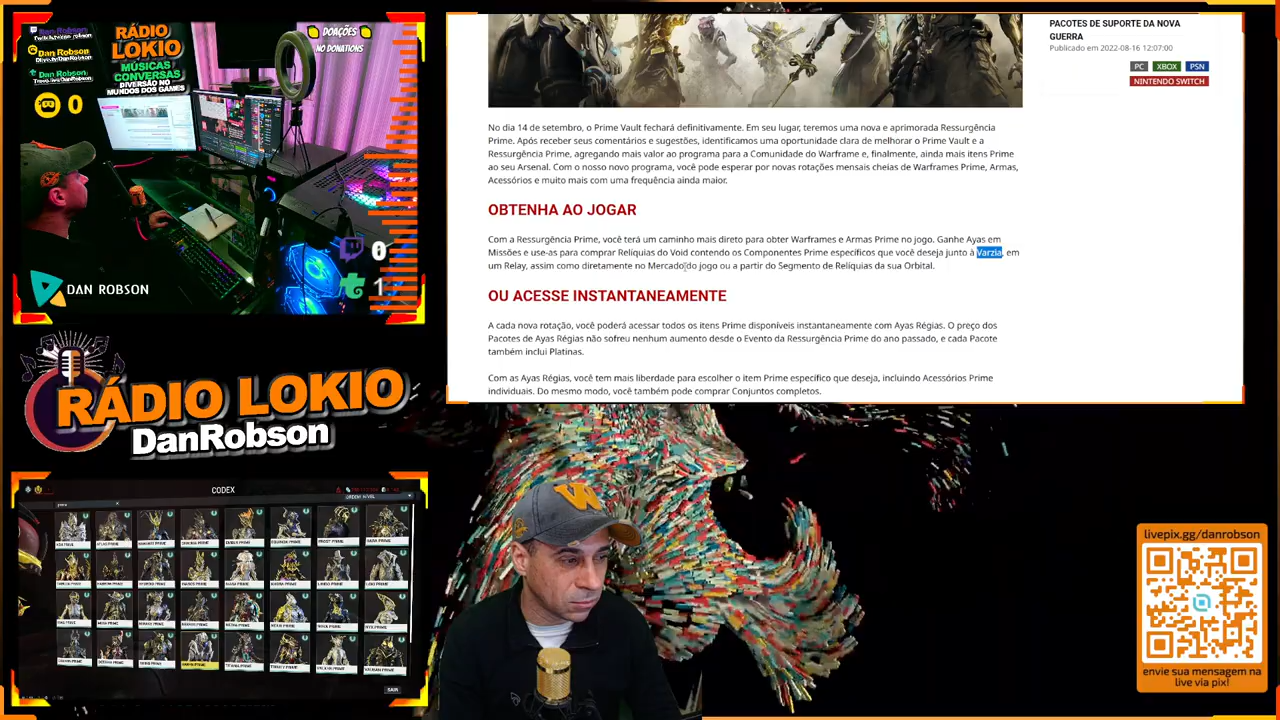 Dan Robson
Dan Robson
Dan Robson
0
RÁDIO
LOKIO
MÚSICAS
CONVERSAS
DIVERSÃO NO
MUNDOS DOS GAMES
DOAÇÕES
NO DONATIONS
0
1
DAN ROBSON
RÁDIO LOKIO
DanRobson
CODEX
SAIR
PACOTES DE SUPORTE DA NOVA
GUERRA
Publicado em 2022-08-16 12:07:00
PC XBOX PSN
NINTENDO SWITCH
No dia 14 de setembro, o Prime Vault fechará definitivamente. Em seu lugar, teremos uma nova e aprimorada Ressurgência
Prime. Após receber seus comentários e sugestões, identificamos uma oportunidade clara de melhorar o Prime Vault e a
Ressurgência Prime, agregando mais valor ao programa para a Comunidade do Warframe e, finalmente, ainda mais itens Prime
ao seu Arsenal. Com o nosso novo programa, você pode esperar por novas rotações mensais cheias de Warframes Prime, Armas,
Acessórios e muito mais com uma frequência ainda maior.
OBTENHA AO JOGAR
Com a Ressurgência Prime, você terá um caminho mais direto para obter Warframes e Armas Prime no jogo. Ganhe Ayas em
Missões e use-as para comprar Relíquias do Void contendo os Componentes Prime específicos que você deseja junto à Varzia, em
um Relay, assim como diretamente no Mercado do jogo ou a partir do Segmento de Relíquias da sua Orbital.
OU ACESSE INSTANTANEAMENTE
A cada nova rotação, você poderá acessar todos os itens Prime disponíveis instantaneamente com Ayas Régias. O preço dos
Pacotes de Ayas Régias não sofreu nenhum aumento desde o Evento da Ressurgência Prime do ano passado, e cada Pacote
também inclui Platinas.
Com as Ayas Régias, você tem mais liberdade para escolher o item Prime específico que deseja, incluindo Acessórios Prime
individuais. Do mesmo modo, você também pode comprar Conjuntos completos.
W
livepix.gg/danrobson
envie sua mensagem na
live via pix!